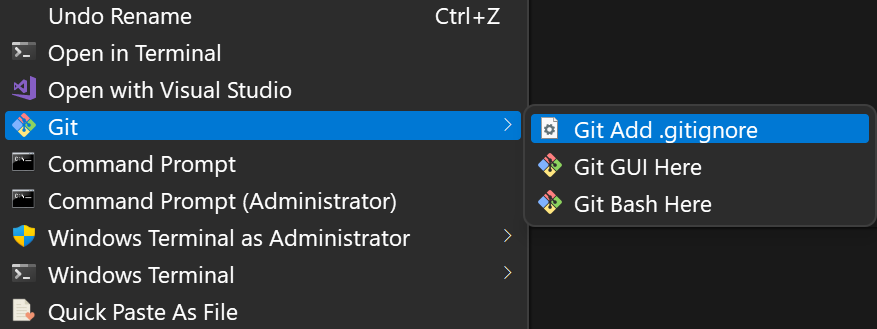 Undo Rename Ctrl+Z
Open in Terminal
Open with Visual Studio
Git
Git Add .gitignore
Git GUI Here
Git Bash Here
Command Prompt
Command Prompt (Administrator)
Windows Terminal as Administrator
Windows Terminal
Quick Paste As File